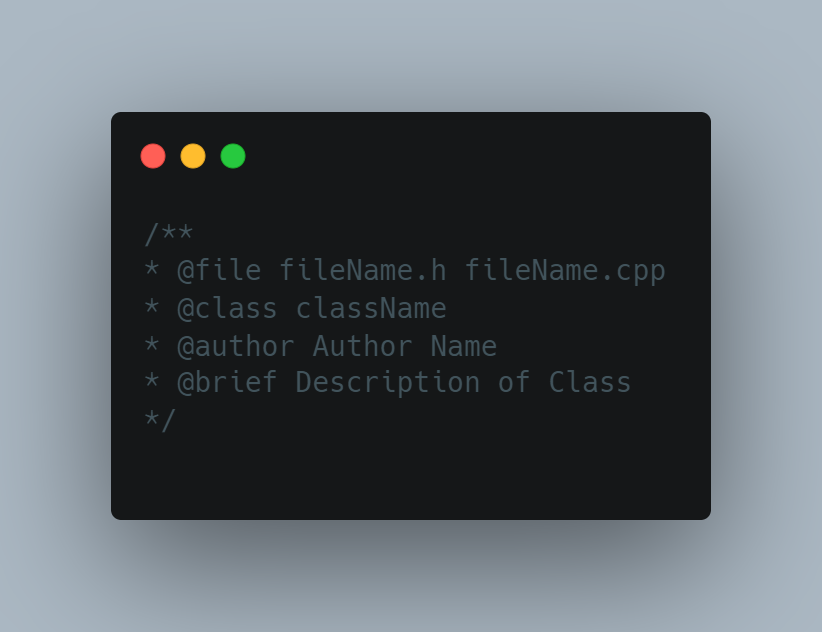 /**
* @file fileName.h fileName.cpp
* @class className
* @author Author Name
* @brief Description of Class
*/